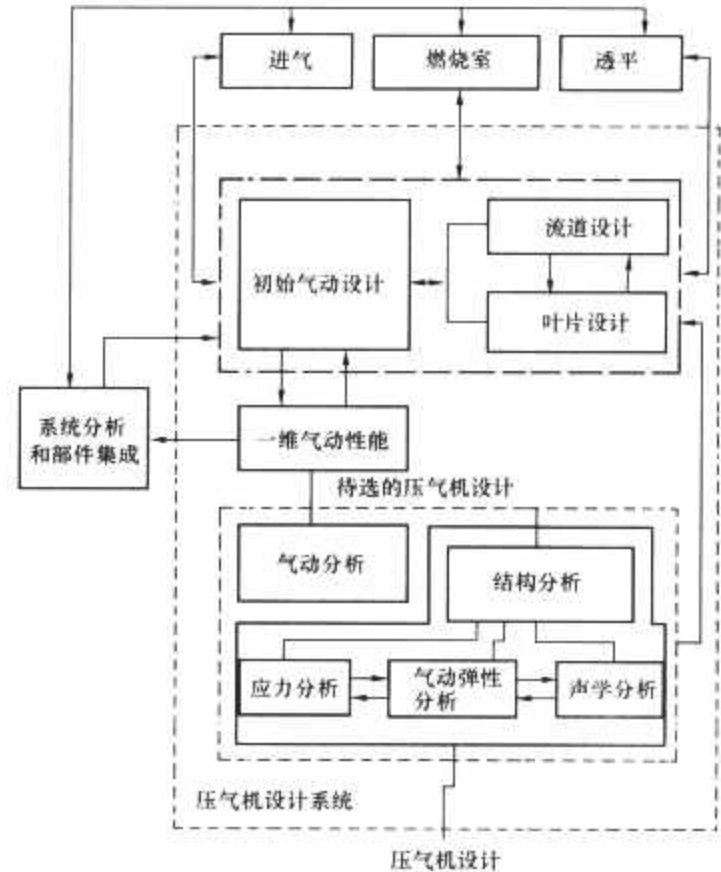 进气
燃烧室
透平
初始气动设计
流道设计
叶片设计
系统分析
和部件集成
一维气动性能
待选的压气机设计
气动分析
结构分析
应力分析
气动弹性
分析
声学分析
压气机设计系统
压气机设计